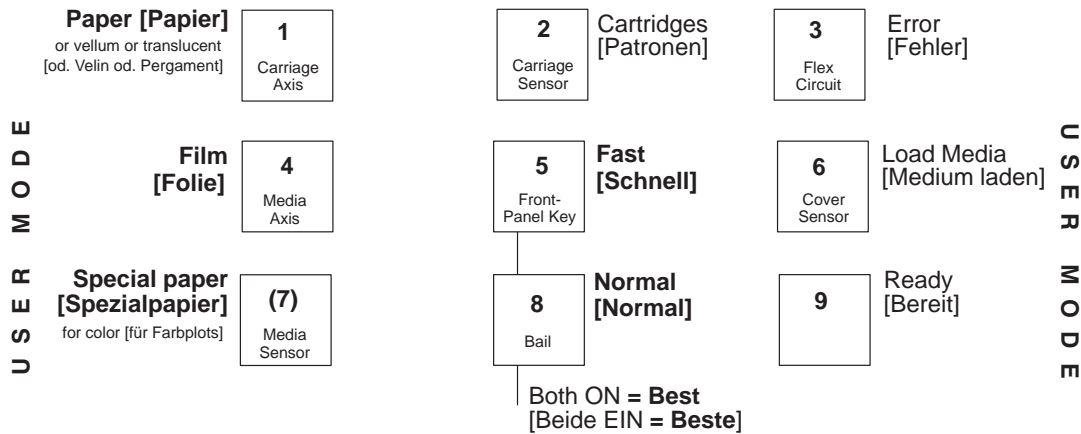 Paper [Papier]
or vellum or translucent
[od. Velin od. Pergament]
1
Carriage
Axis
2
Carriage
Sensor
Cartridges
[Patronen]
3
Flex
Circuit
Error
[Fehler]
USER MODE
Film
[Folie]
4
Media
Axis
5
Front-
Panel Key
Fast
[Schnell]
6
Cover
Sensor
Load Media
[Medium laden]
USER MODE
Special paper
[Spezialpapier]
for color [für Farbplots]
(7)
Media
Sensor
8
Bail
Normal
[Normal]
9
Ready
[Bereit]
Both ON = Best
[Beide EIN = Beste]